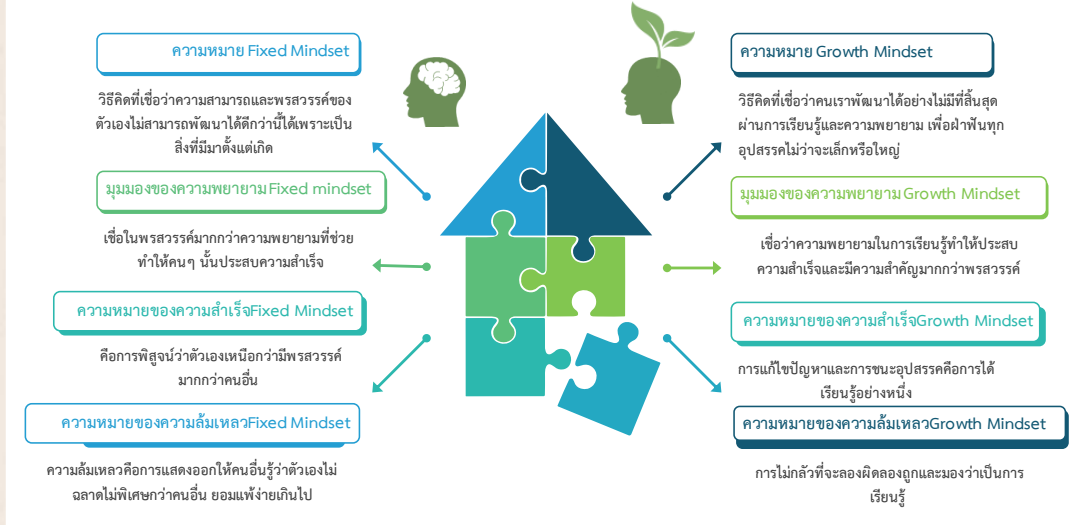 ความหมาย Fixed Mindset
วิธีคิดที่เชื่อว่าความสามารถและพรสวรรค์ของ
ตัวเองไม่สามารถพัฒนาได้ดีกว่านี้ได้เพราะเป็น
สิ่งที่มีมาตั้งแต่เกิด
มุมมองของความพยายาม Fixed mindset
เชื่อในพรสวรรค์มากกว่าความพยายามที่ช่วย
ทำให้คนๆ นั้นประสบความสำเร็จ
ความหมายของความสำเร็จFixed Mindset
คือการพิสูจน์ว่าตัวเองเหนือกว่ามีพรสวรรค์
มากกว่าคนอื่น
ความหมายของความล้มเหลวFixed Mindset
ความล้มเหลวคือการแสดงออกให้คนอื่นรู้ว่าตัวเองไม่
ฉลาดไม่พิเศษกว่าคนอื่น ยอมแพ้ง่ายเกินไป
ความหมาย Growth Mindset
วิธีคิดที่เชื่อว่าคนเราพัฒนาได้อย่างไม่มีที่สิ้นสุด
ผ่านการเรียนรู้และความพยายาม เพื่อฝ่าฟันทุก
อุปสรรคไม่ว่าจะเล็กหรือใหญ่
มุมมองของความพยายาม Growth Mindset
เชื่อว่าความพยายามในการเรียนรู้ทำให้ประสบ
ความสำเร็จและมีความสำคัญมากกว่าพรสวรรค์
ความหมายของความสำเร็จGrowth Mindset
การแก้ไขปัญหาและการชนะอุปสรรคคือการได้
เรียนรู้อย่างหนึ่ง
ความหมายของความล้มเหลวGrowth Mindset
การไม่กลัวที่จะลองผิดลองถูกและมองว่าเป็นการ
เรียนรู้